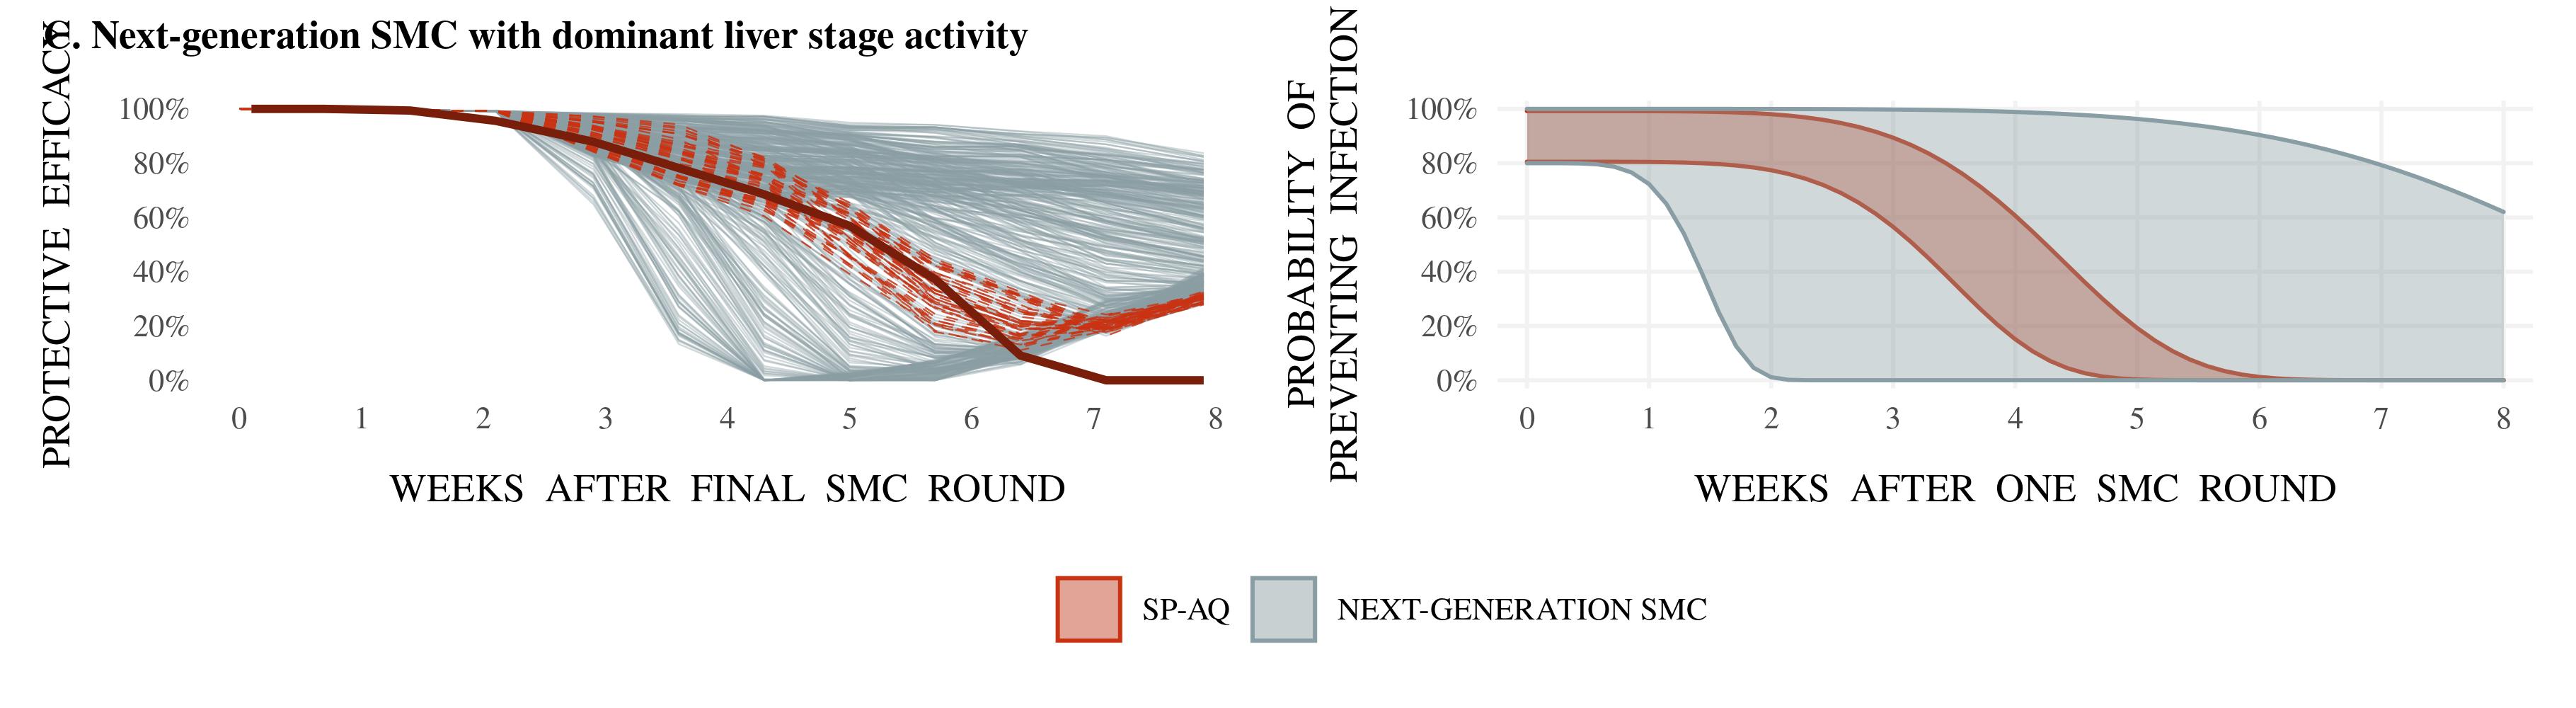 C. Next-generation SMC with dominant liver stage activity
PROTECTIVE EFFICACY
100%
80%
60%
40%
20%
0%
0 1 2 3 4 5 6 7 8
WEEKS AFTER FINAL SMC ROUND
PROBABILITY OF
PREVENTING INFECTION
100%
80%
60%
40%
20%
0%
0 1 2 3 4 5 6 7 8
WEEKS AFTER ONE SMC ROUND
SP-AQ
NEXT-GENERATION SMC